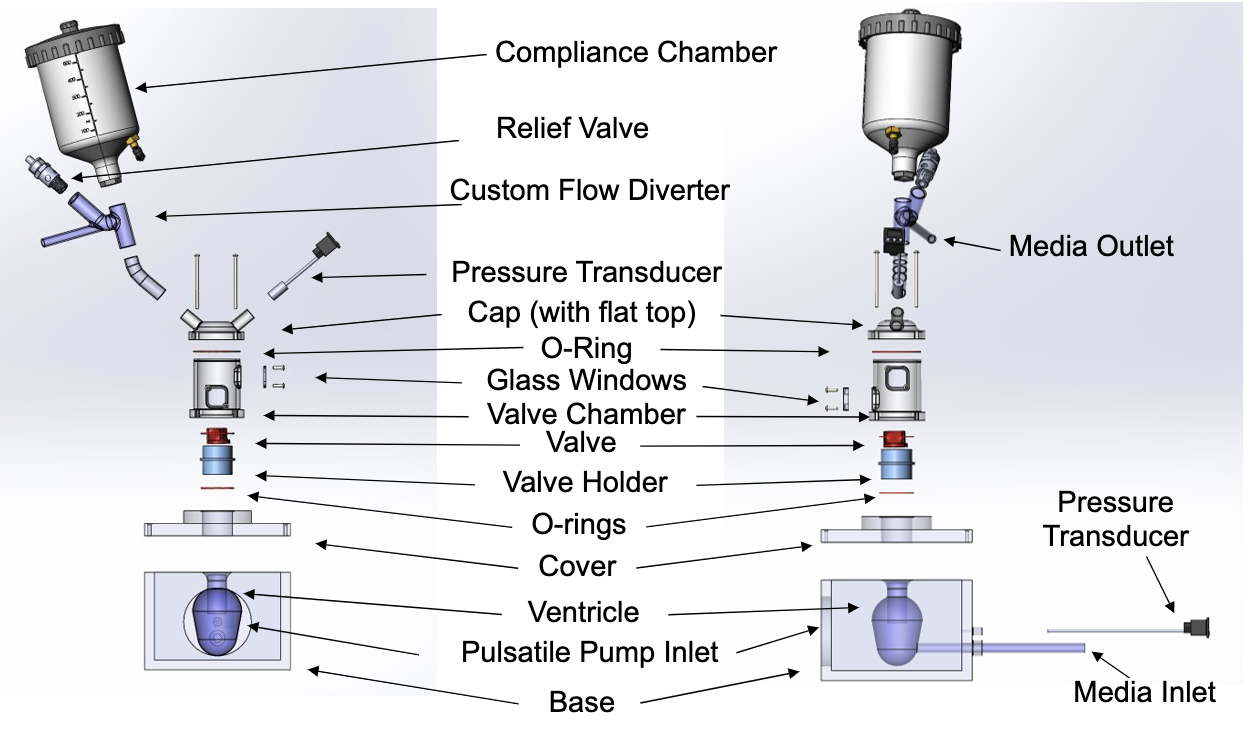 Compliance Chamber
Relief Valve
Custom Flow Diverter
Media Outlet
Pressure Transducer
Cap (with flat top)
O-Ring
Glass Windows
Valve Chamber
Valve
Valve Holder
O-rings
Cover
Pressure
Transducer
Ventricle
Pulsatile Pump Inlet
Base
Media Inlet